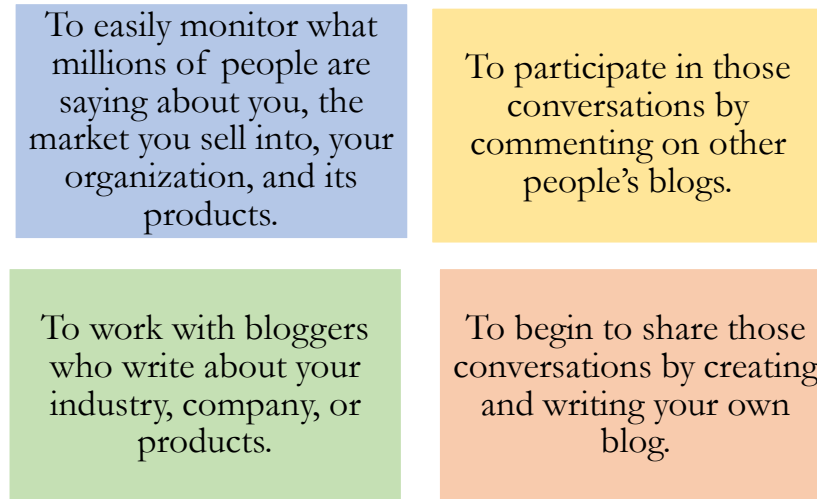 To easily monitor what
millions of people are
saying about you, the
market you sell into, your
organization, and its
products.
To participate in those
conversations by
commenting on other
people’s blogs.
To work with bloggers
who write about your
industry, company, or
products.
To begin to share those
conversations by creating
and writing your own
blog.